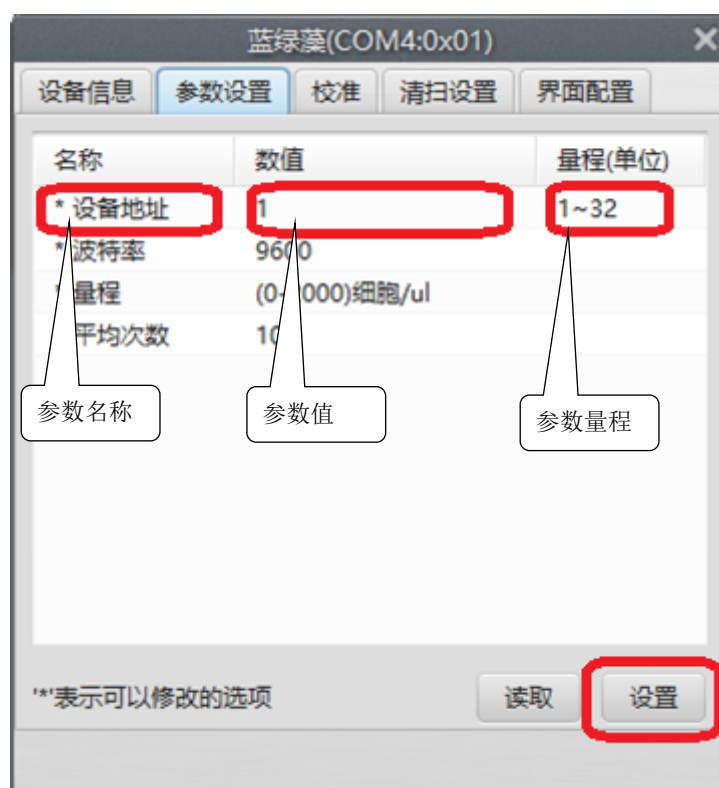 蓝绿藻(COM4:0x01)
设备信息 参数设置 校准 清扫设置 界面配置
名称 数值 量程(单位)
* 设备地址 1 1~32
* 波特率 9600
* 量程 000)细胞/ul
平均次数 10
参数名称 参数值 参数量程
'*'表示可以修改的选项 读取 设置